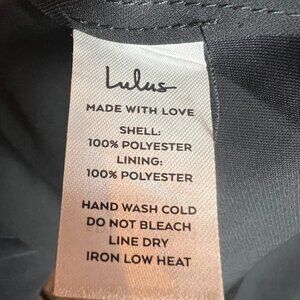 Lulus
MADE WITH LOVE
SHELL:
100% POLYESTER
LINING:
100% POLYESTER
HAND WASH COLD
DO NOT BLEACH
LINE DRY
IRON LOW HEAT